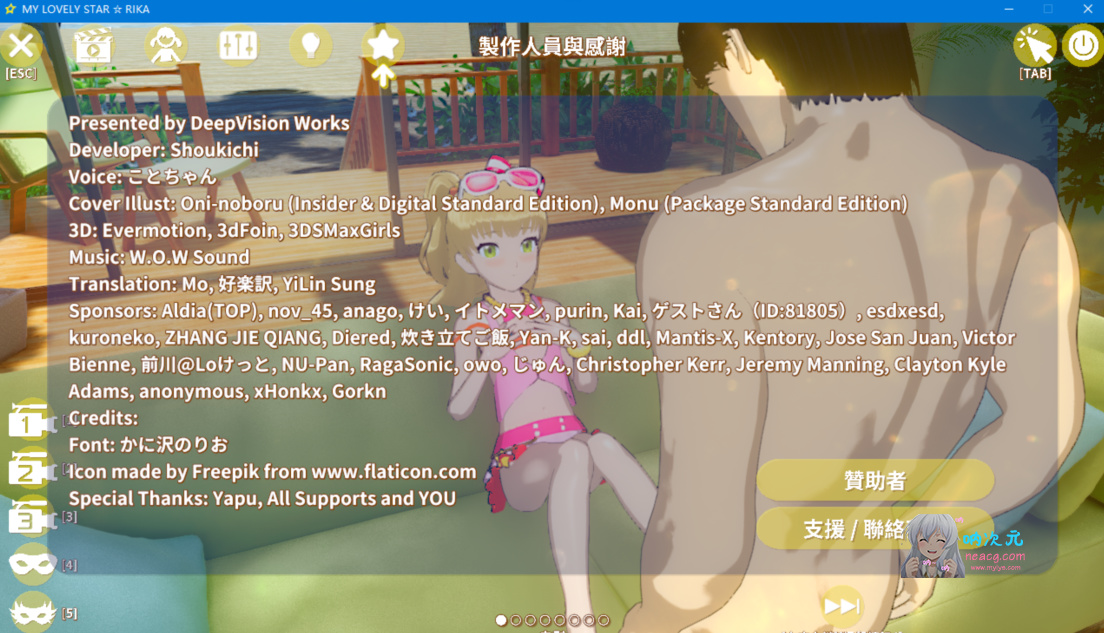 MY LOVELY STAR ☆ RIKA
[ESC]
製作人員與感謝
[TAB]
Presented by DeepVision Works
Developer: Shoukichi
Voice: ことちゃん
Cover Illust: Oni-noboru (Insider & Digital Standard Edition), Monu (Package Standard Edition)
3D: Evermotion, 3dFoin, 3DSMaxGirls
Music: W.O.W Sound
Translation: Mo, 好楽訳, YiLin Sung
Sponsors: Aldia(TOP), nov_45, anago, けい, イトメマン, purin, Kai, ゲストさん（ID:81805）, esdxesd,
kuroneko, ZHANG JIE QIANG, Diered, 炊き立てご飯, Yan-K, sai, ddl, Mantis-X, Kentory, Jose San Juan, Victor
Bienne, 前川@Loけっと, NU-Pan, RagaSonic, owo, じゅん, Christopher Kerr, Jeremy Manning, Clayton Kyle
Adams, anonymous, xHonkx, Gorkn
Credits:
Font: かに沢のりお
Icon made by Freepik from www.flaticon.com
Special Thanks: Yapu, All Supports and YOU
1
2
3
[3]
[4]
[5]
贊助者
支援 / 聯絡
次元
neacg.com